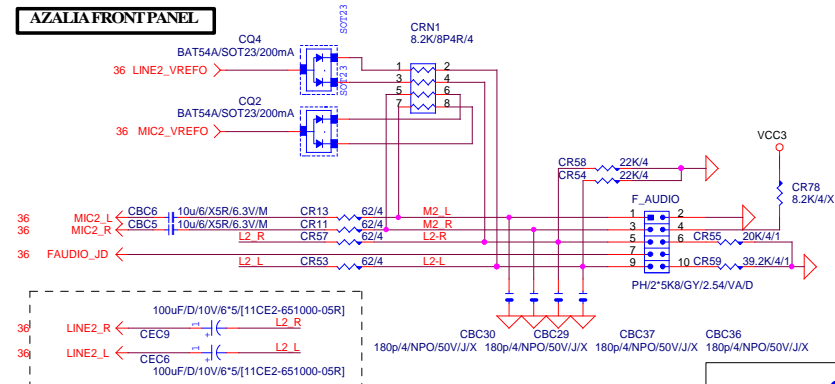 AZALIA FRONT PANEL
SOT23
CQ4
BAT54A/SOT23/200mA
CRN1
8.2K/8P4R/4
36 LINE2_VREFO
1 2
3 4
5 6
7 8
SOT23
CQ2
BAT54A/SOT23/200mA
36 MIC2_VREFO
VCC3
CR58 22K/4
CR54 22K/4
CR78
8.2K/4/X
F_AUDIO
36 MIC2_L CBC6 10u/6/X5R/6.3V/M CR13 62/4 M2_L 1 2
36 MIC2_R CBC5 10u/6/X5R/6.3V/M CR11 62/4 M2_R 3 4
L2_R CR57 62/4 L2-R 5 6 CR55 20K/4/1
36 FAUDIO_JD 7
L2_L CR53 62/4 L2-L 9 10 CR59 39.2K/4/1
PH/2*5K8/GY/2.54/VA/D
100uF/D/10V/6*5/[11CE2-651000-05R]
36 LINE2_R 1 + L2_R
CEC9
36 LINE2_L 1 + L2_L
CEC6
100uF/D/10V/6*5/[11CE2-651000-05R]
CBC30 CBC29 CBC37 CBC36
180p/4/NPO/50V/J/X 180p/4/NPO/50V/J/X 180p/4/NPO/50V/J/X 180p/4/NPO/50V/J/X